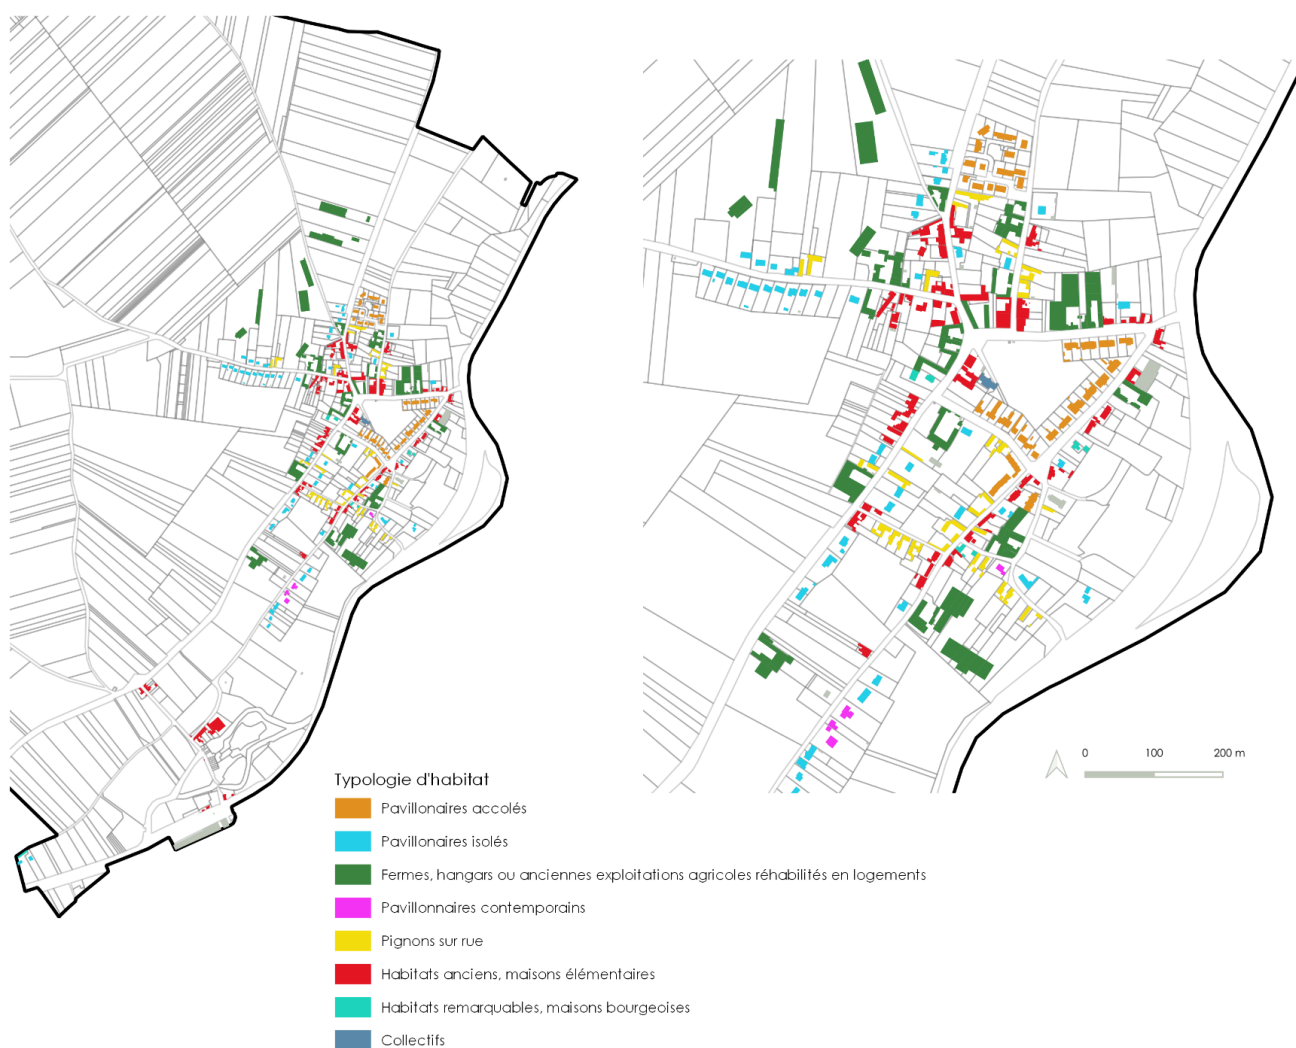 0 100 200 m
Typologie d'habitat
Pavillonaires accolés
Pavillonaires isolés
Fermes, hangars ou anciennes exploitations agricoles réhabilités en logements
Pavillonnaires contemporains
Pignons sur rue
Habitats anciens, maisons élémentaires
Habitats remarquables, maisons bourgeoises
Collectifs